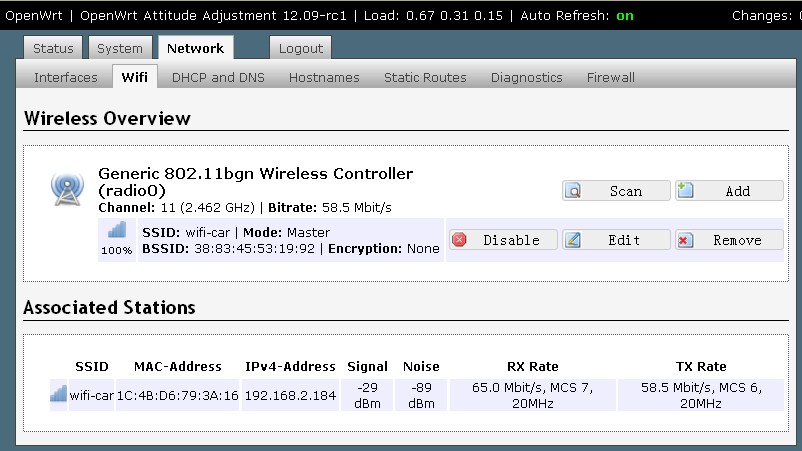 OpenWrt | OpenWrt Attitude Adjustment 12.09-rc1 | Load: 0.67 0.31 0.15 | Auto Refresh: on Changes:
Status System Network Logout
Interfaces Wifi DHCP and DNS Hostnames Static Routes Diagnostics Firewall
Wireless Overview
Generic 802.11bgn Wireless Controller
(radio0)
Scan Add
Channel: 11 (2.462 GHz) | Bitrate: 58.5 Mbit/s
SSID: wifi-car | Mode: Master
Disable Edit Remove
100% BSSID: 38:83:45:53:19:92 | Encryption: None
Associated Stations
SSID MAC-Address IPv4-Address Signal Noise RX Rate TX Rate
wifi-car 1C:4B:D6:79:3A:16 192.168.2.184 -29 dBm -89 dBm 65.0 Mbit/s, MCS 7, 20MHz 58.5 Mbit/s, MCS 6, 20MHz